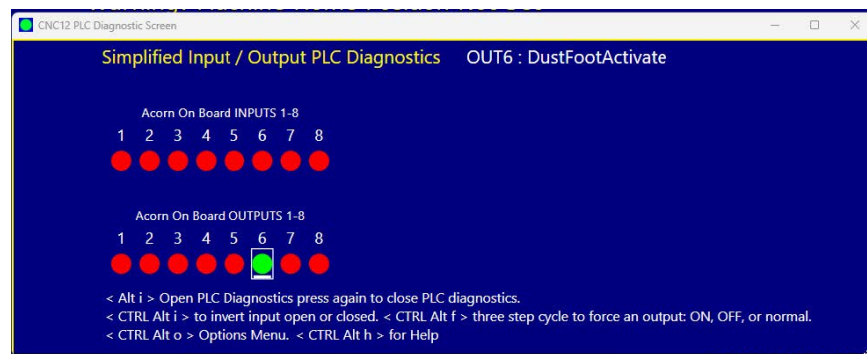 CNC12 PLC Diagnostic Screen
Simplified Input / Output PLC Diagnostics OUT6 : DustFootActivate
Acorn On Board INPUTS 1-8
1 2 3 4 5 6 7 8
Acorn On Board OUTPUTS 1-8
1 2 3 4 5 6 7 8
< Alt i > Open PLC Diagnostics press again to close PLC diagnostics.
< CTRL Alt i > to invert input open or closed. < CTRL Alt f > three step cycle to force an output: ON, OFF, or normal.
< CTRL Alt o > Options Menu. < CTRL Alt h > for Help